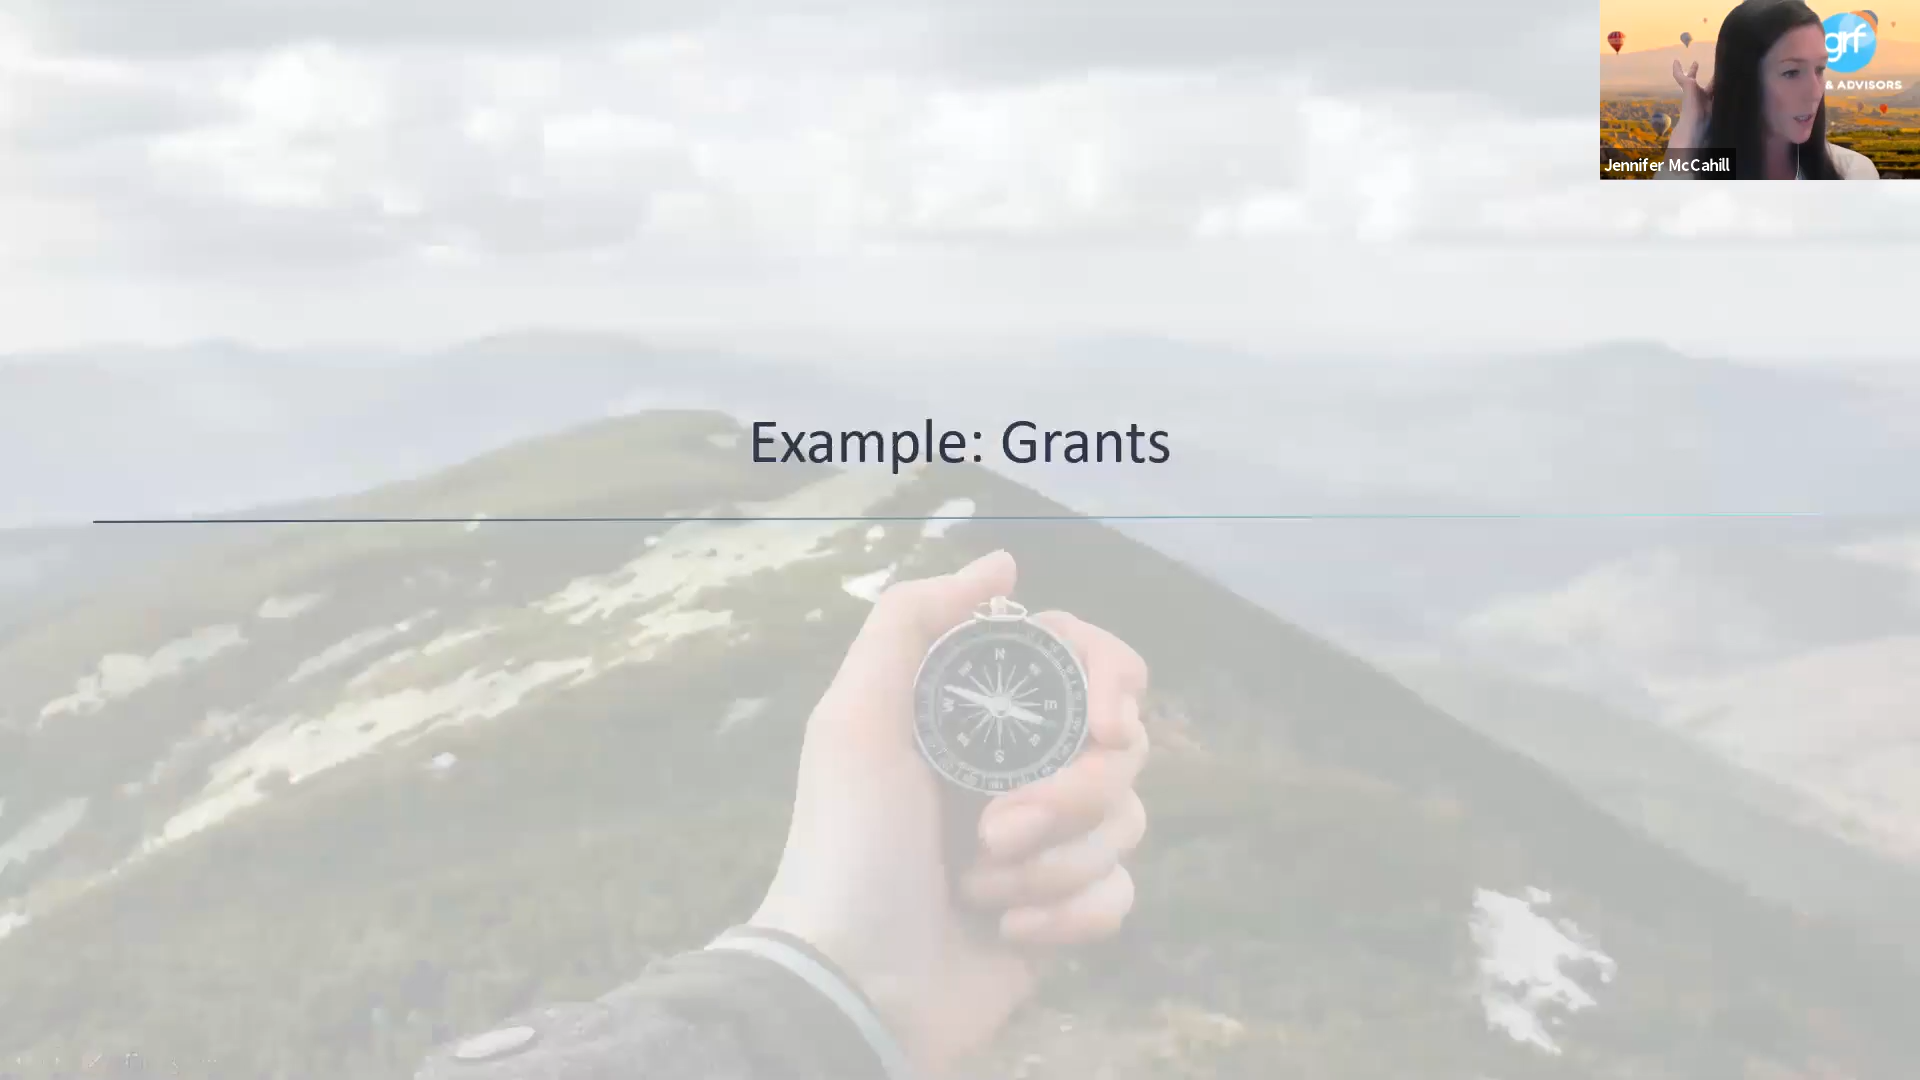 grf
& ADVISORS
Jennifer McCahill
Example: Grants
N
W
E
S